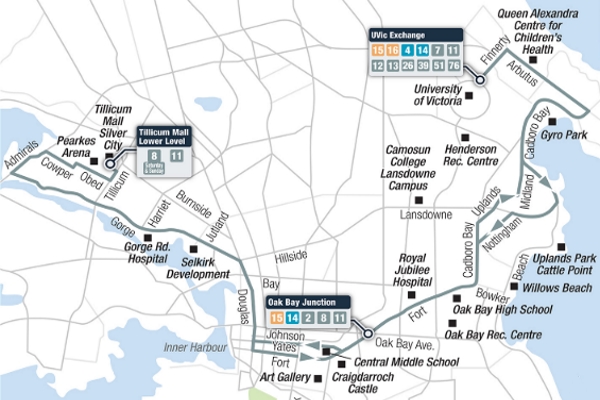 Queen Alexandra
Centre for
Children's
Health
UVic Exchange
15 16 4 14 7 11
12 13 26 39 51 76
Finnerty
Arbutus
University
of Victoria
Cadboro Bay
Gyro Park
Tillicum
Mall
Silver
City
Tillicum Mall
Lower Level
8 11
Saturday
& Sunday
Pearkes
Arena
Admirals
Cowper
Obed
Tillicum
Henderson
Rec. Centre
Camosun
College
Lansdowne
Campus
Lansdowne
Uplands
Midland
Nottingham
Cadboro Bay
Burnside
Harriet
Jutland
Gorge
Gorge Rd.
Hospital
Selkirk
Development
Hillside
Royal
Jubilee
Hospital
Uplands Park
Cattle Point
Beach
Willows Beach
Bowker
Oak Bay High School
Oak Bay Rec. Centre
Bay
Douglas
Oak Bay Junction
15 14 2 8 11
Fort
Oak Bay Ave.
Johnson
Yates
Fort
Inner Harbour
Central Middle School
Art Gallery
Craigdarroch
Castle